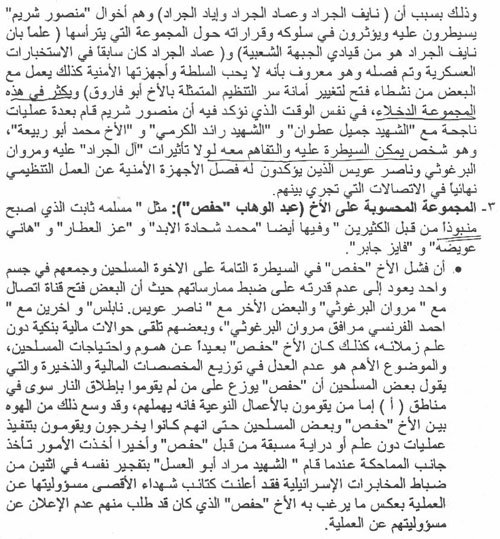 وذلك بسبب أن ( نايف الجراد وعماد الجراد وإياد الجراد) وهم أخوال "منصور شريم"
يسيطرون عليه ويؤثرون في سلوكه وقراراته حول المجموعة التي يترأسها ( علماً بان
نايف الجراد هو من قيادي الجبهة الشعبية) و( عماد الجراد كان سابقاً في الاستخبارات
العسكرية وتم فصله وهو معروف بأنه لا يحب السلطة وأجهزتها الأمنية كذلك يعمل مع
البعض من نشطاء فتح لتغيير أمانة سر التنظيم المتمثلة بالأخ أبو فاروق) ويكثر في هذه
المجموعة الدخلاء، في نفس الوقت الذي نؤكد فيه أن منصور شريم قام بعدة عمليات
ناجحة مع "الشهيد جميل عطوان" و "الشهيد رائد الكرمي" و "الأخ محمد أبو ربيعة"،
وهو شخص يمكن السيطرة عليه والتفاهم معه لولا تأثيرات "آل الجراد" عليه ومروان
البرغوثي وناصر عويس الذين يؤكدون له فصل الأجهزة الأمنية عن العمل التنظيمي
نهائياً في الاتصالات التي تجري بينهم.
٣- المجموعة المحسوبة على الأخ (عبد الوهاب "حفص"): مثل " مسلمه ثابت الذي اصبح
منبوذاً من قبل الكثيرين " وفيها أيضا "محمد شحادة الابد" و "عز العطار" و "هاني
عويضه" و "فايز جابر".
• أن فشل الأخ "حفص" في السيطرة التامة على الاخوة المسلحين وجمعهم في جسم
واحد يعود إلى عدم قدرته على ضبط ممارساتهم حيث أن البعض فتح قناة اتصال
مع " مروان البرغوثي" والبعض الأخر مع " ناصر عويس. نابلس " و اخرين مع "
احمد الفرنسي مرافق مروان البرغوثي"، وبعضهم تلقى حوالات مالية بنكية دون
علم زملائه، كذلك كان الأخ "حفص" بعيداً عن هموم واحتياجات المسلحين،
والموضوع الأهم هو عدم العدل في توزيع المخصصات المالية والذخيرة والتي
يقول بعض المسلحين أن "حفص" يوزع على من لم يقوموا بإطلاق النار سوى في
مناطق ( أ ) إما من يقومون بالأعمال النوعية فانه يهملهم، وقد وسع ذلك من الهوه
بين الأخ "حفص" وبعض المسلحين حتى انهم كانوا يخرجون ويقومون بتنفيذ
عمليات دون علم أو دراية مسبقة من قبل "حفص" وأخيرا أخذت الأمور تأخذ
جانب المماحكة عندما قام " الشهيد مراد أبو العسل" بتفجير نفسه في اثنين من
ضباط المخابرات الإسرائيلية فقد أعلنت كتائب شهداء الأقصى مسؤوليتها عن
العملية بعكس ما يرغب به الأخ "حفص" الذي كان قد طلب منهم عدم الإعلان عن
مسؤوليتهم عن العملية.